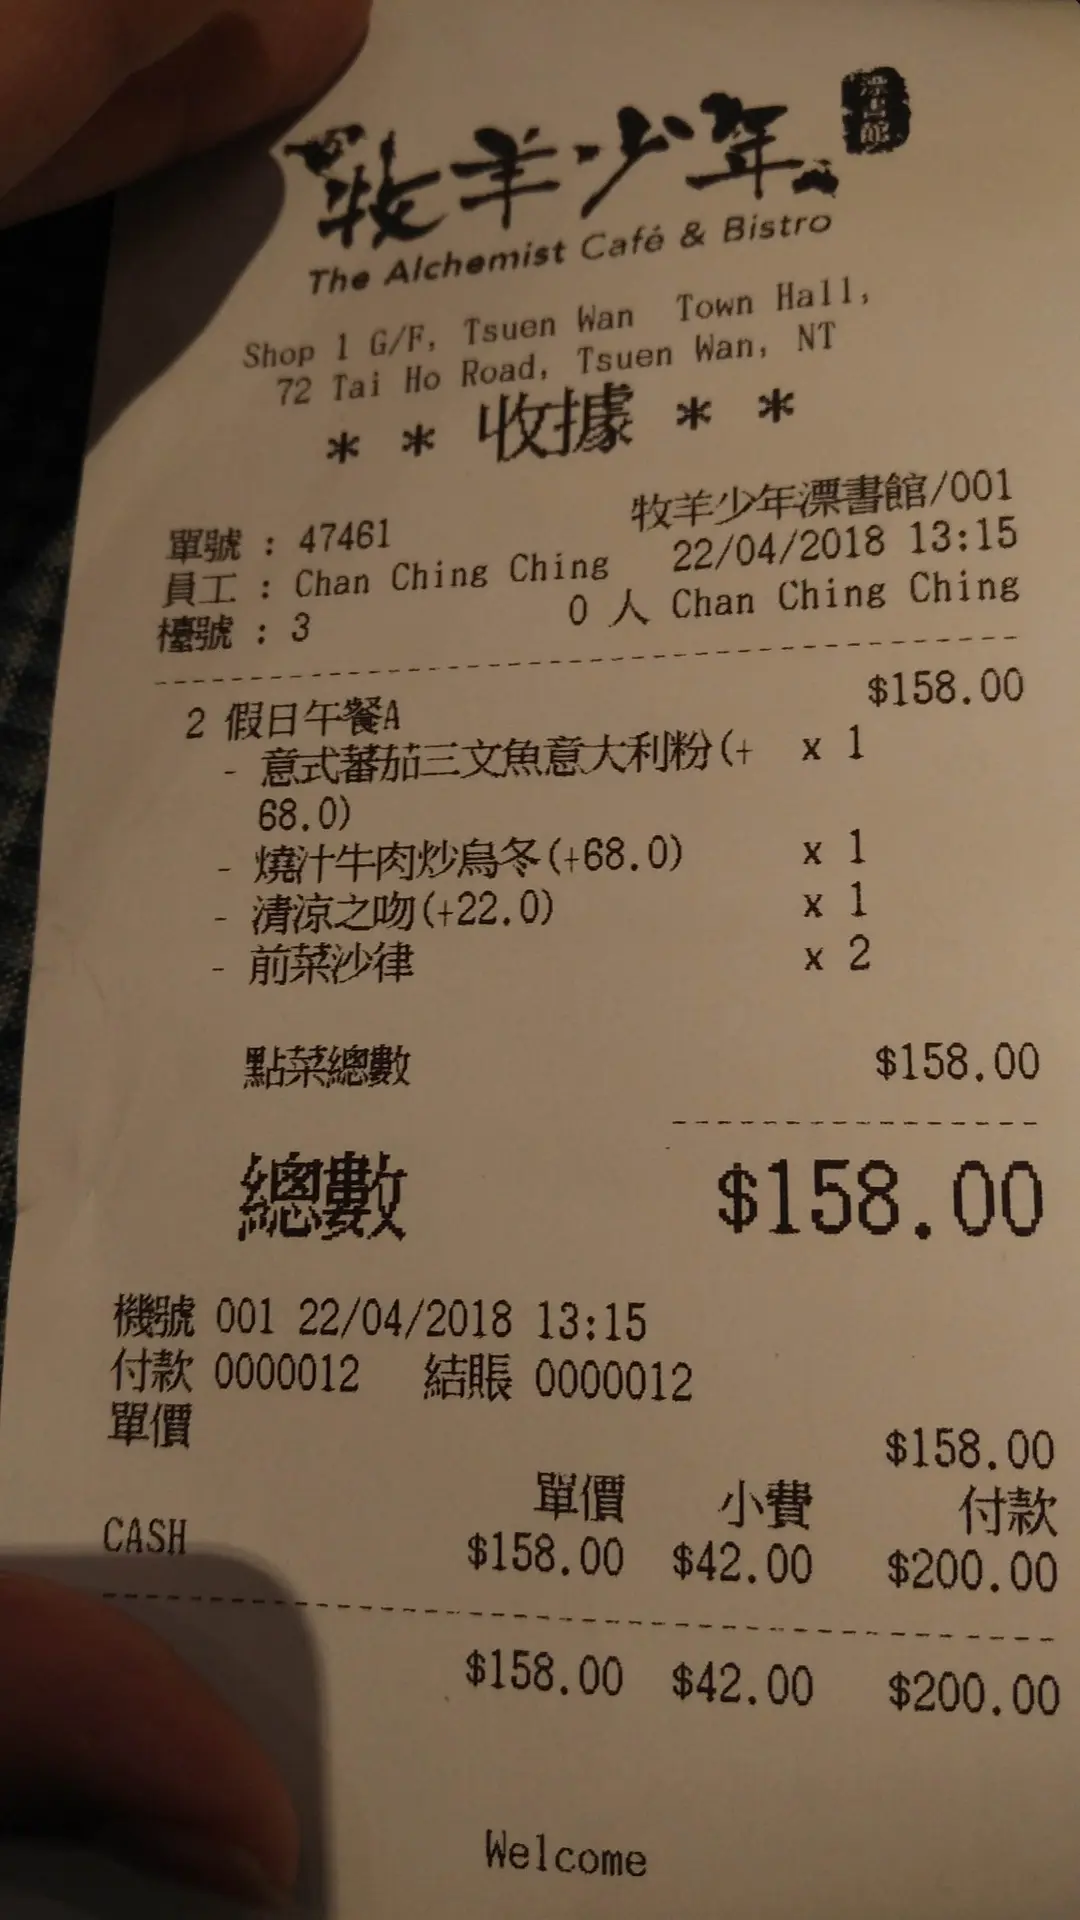 牧羊少年 漂書館
The Alchemist Café & Bistro
Shop 1 G/F, Tsuen Wan Town Hall,
72 Tai Ho Road, Tsuen Wan, NT
* * 收據 * *
牧羊少年漂書館/001
單號 : 47461 22/04/2018 13:15
員工 : Chan Ching Ching 0 人 Chan Ching Ching
檯號 : 3
2 假日午餐A $158.00
- 意式蕃茄三文魚意大利粉(+ x 1
68.0)
- 燒汁牛肉炒烏冬(+68.0) x 1
- 清涼之吻(+22.0) x 1
- 前菜沙律 x 2
點菜總數 $158.00
總數 $158.00
機號 001 22/04/2018 13:15
付款 0000012 結賬 0000012
單價 $158.00
單價 小費 付款
CASH $158.00 $42.00 $200.00
$158.00 $42.00 $200.00
Welcome